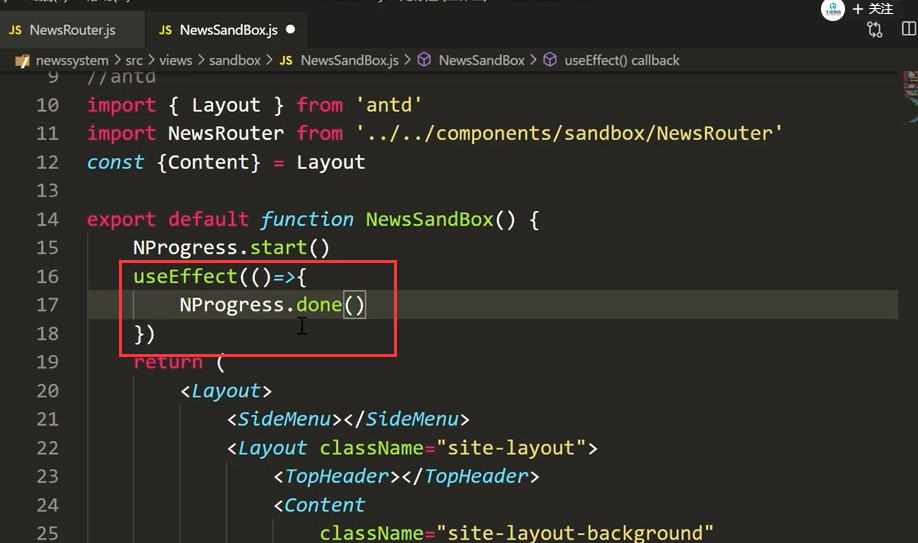 + 关注
JS NewsRouter.js
JS NewsSandBox.js
newssystem > src > views > sandbox > JS NewsSandBox.js > NewsSandBox > useEffect() callback
9 //antd
10 import { Layout } from 'antd'
11 import NewsRouter from '../../components/sandbox/NewsRouter'
12 const {Content} = Layout
13
14 export default function NewsSandBox() {
15 NProgress.start()
16 useEffect(()=>{
17 NProgress.done()
18 })
19 return (
20 <Layout>
21 <SideMenu></SideMenu>
22 <Layout className="site-layout">
23 <TopHeader></TopHeader>
24 <Content
25 className="site-layout-background"